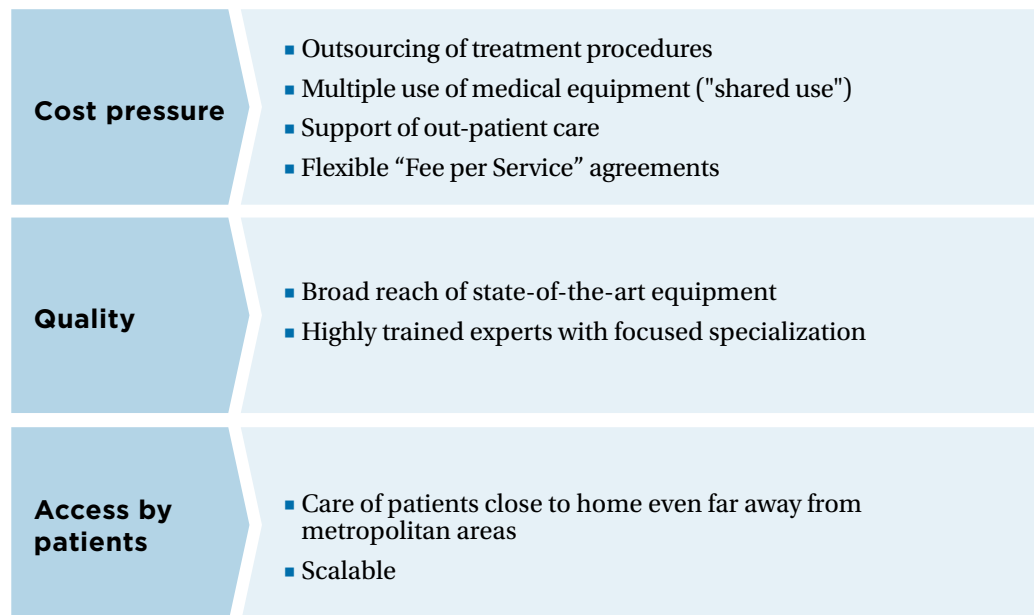 Cost pressure
▪ Outsourcing of treatment procedures
▪ Multiple use of medical equipment ("shared use")
▪ Support of out-patient care
▪ Flexible “Fee per Service” agreements
Quality
▪ Broad reach of state-of-the-art equipment
▪ Highly trained experts with focused specialization
Access by
patients
▪ Care of patients close to home even far away from
metropolitan areas
▪ Scalable